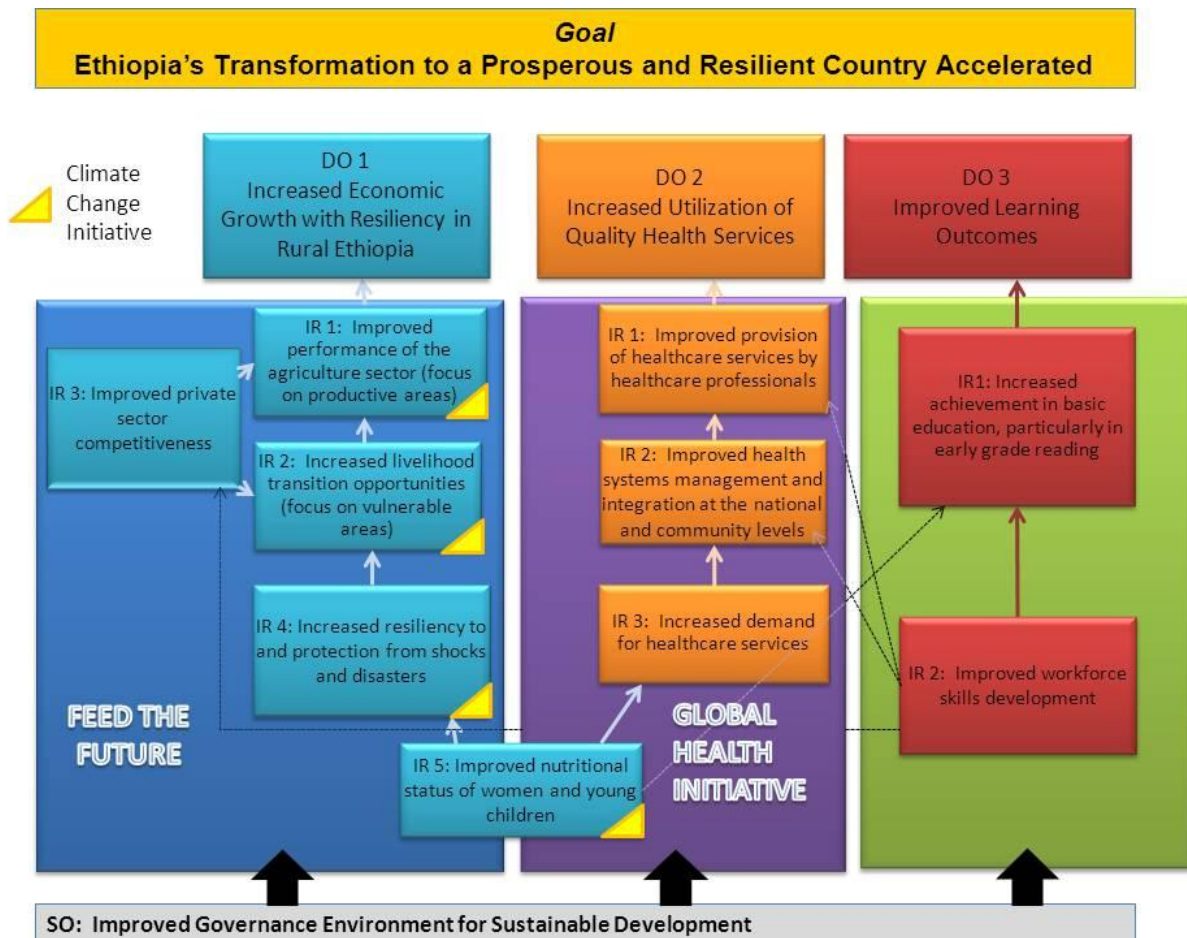 Goal
Ethiopia's Transformation to a Prosperous and Resilient Country Accelerated
Climate
Change
Initiative
DO 1
Increased Economic
Growth with Resiliency in
Rural Ethiopia
DO 2
Increased Utilization of
Quality Health Services
DO 3
Improved Learning
Outcomes
IR 3: Improved private
sector
competitiveness
IR 1:  Improved
performance of the
agriculture sector (focus
on productive areas)
IR 2: Increased livelihood
transition opportunities
(focus on vulnerable
areas)
IR 4: Increased resiliency to
and protection from shocks
and disasters
FEED THE
FUTURE
IR 5: Improved nutritional
status of women and young
children
IR 1:  Improved provision
of healthcare services by
healthcare professionals
IR 2:  Improved health
systems management and
integration at the national
and community levels
IR 3:  Increased demand
for healthcare services
GLOBAL
HEALTH
INITIATIVE
IR1: Increased
achievement in basic
education, particularly in
early grade reading
IR 2:  Improved workforce
skills development
SO:  Improved Governance Environment for Sustainable Development